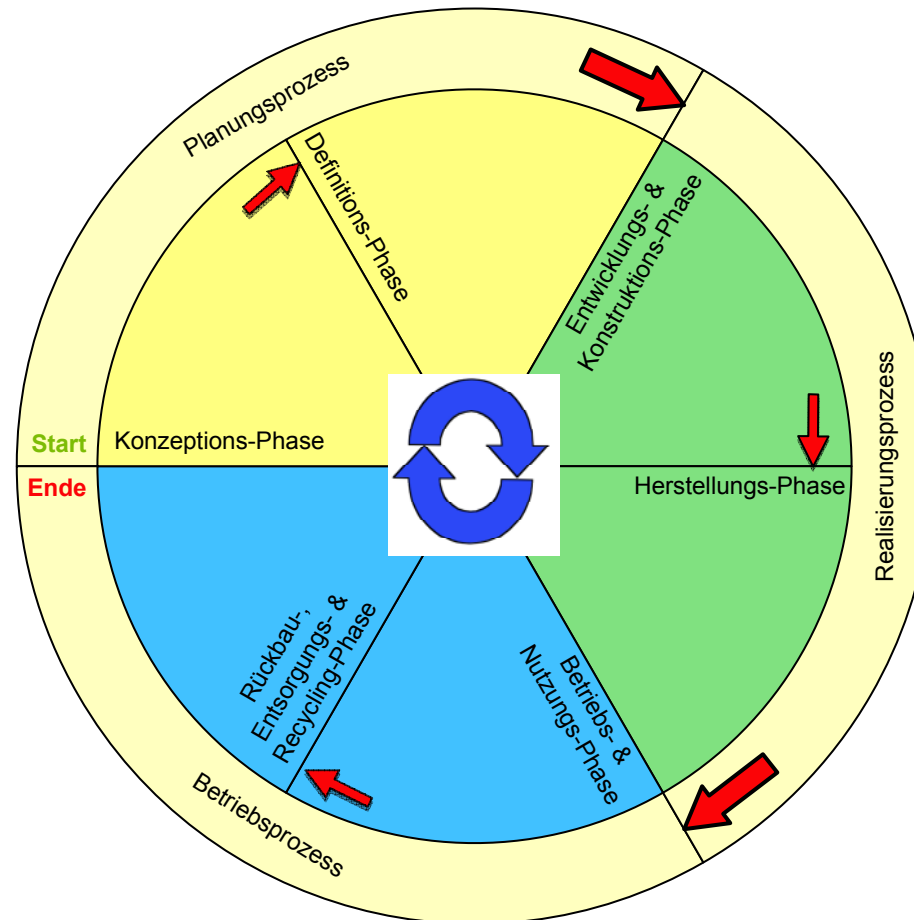 Planungsprozess
Definitions-Phase
Entwicklungs- &
Konstruktions-Phase
Start
Konzeptions-Phase
Ende
Herstellungs-Phase
Realisierungsprozess
Rückbau-,
Entsorgungs- &
Recycling-Phase
Betriebs- &
Nutzungs-Phase
Betriebsprozess